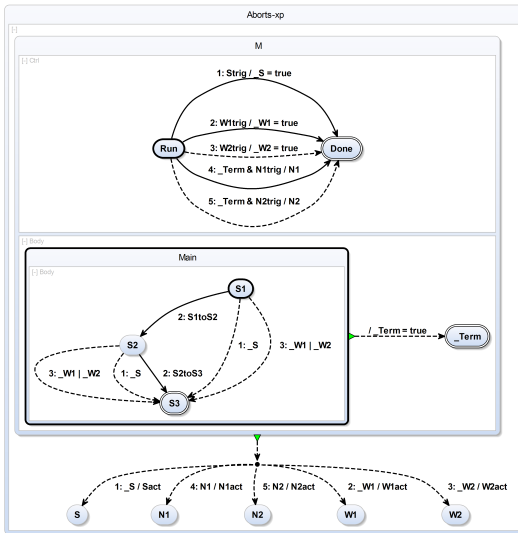 Aborts-xp
[-]
M
[-] Ctrl
1: Strig / _S = true
2: W1trig / _W1 = true
Run
3: W2trig / _W2 = true
Done
4: _Term & N1trig / N1
5: _Term & N2trig / N2
[-] Body
Main
[-] Body
S1
2: S1toS2
/ _Term = true
_Term
S2
1: _S
3: _W1 | _W2
3: _W1 | _W2
1: _S
2: S2toS3
S3
1: _S / Sact
4: N1 / N1act
5: N2 / N2act
2: _W1 / W1act
3: _W2 / W2act
S
N1
N2
W1
W2